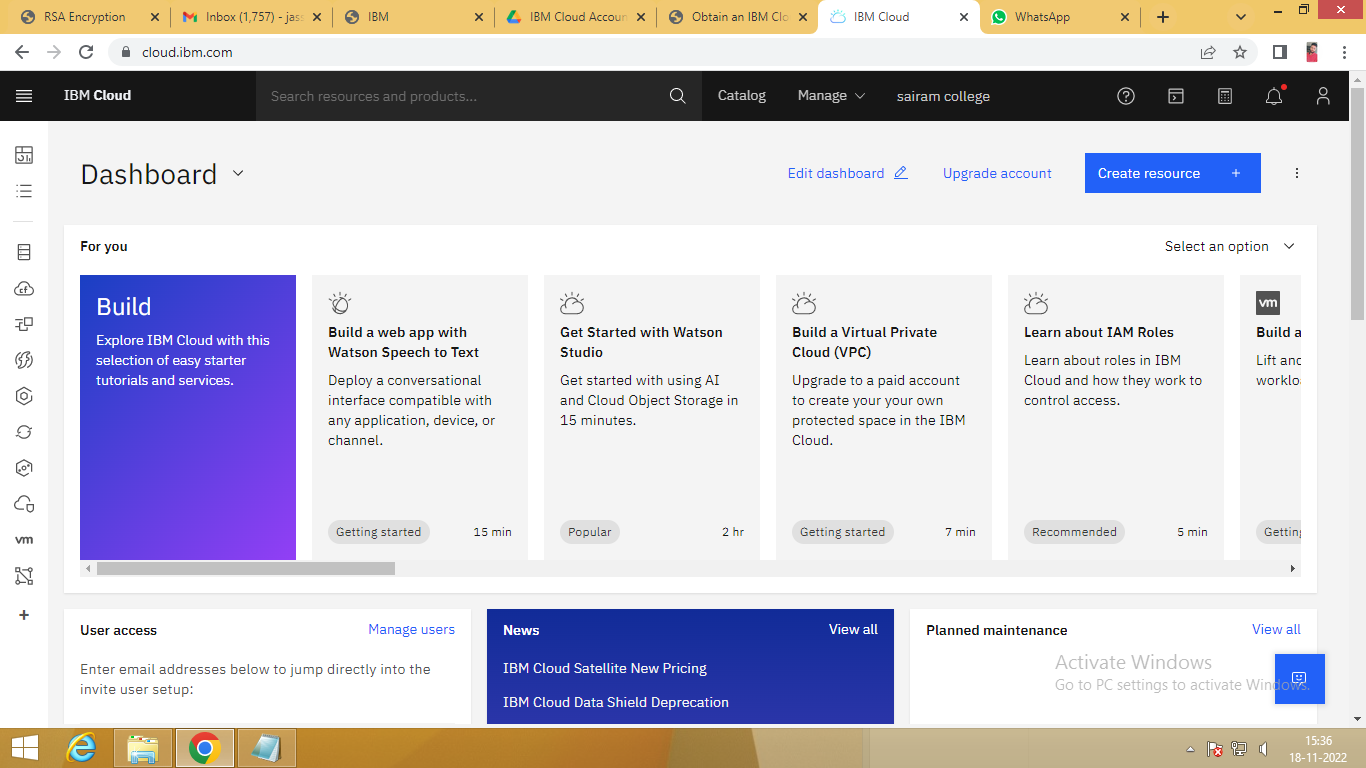 RSA Encryption
Inbox (1,757) - jas
IBM
IBM Cloud Accoun
Obtain an IBM Clo
IBM Cloud
WhatsApp
cloud.ibm.com
IBM Cloud
Search resources and products...
Catalog
Manage
sairam college
Dashboard
Edit dashboard
Upgrade account
Create resource +
For you
Select an option
Build
Explore IBM Cloud with this
selection of easy starter
tutorials and services.
Build a web app with
Watson Speech to Text
Deploy a conversational
interface compatible with
any application, device, or
channel.
Getting started
15 min
Get Started with Watson
Studio
Get started with using AI
and Cloud Object Storage in
15 minutes.
Popular
2 hr
Build a Virtual Private
Cloud (VPC)
Upgrade to a paid account
to create your your own
protected space in the IBM
Cloud.
Getting started
7 min
Learn about IAM Roles
Learn about roles in IBM
Cloud and how they work to
control access.
Recommended
5 min
vm
Build a
Lift and
worklo
Getting
cf
vm
User access
Manage users
Enter email addresses below to jump directly into the
invite user setup:
News
View all
IBM Cloud Satellite New Pricing
IBM Cloud Data Shield Deprecation
Planned maintenance
View all
Activate Windows
Go to PC settings to activate Windows.
15:36
18-11-2022